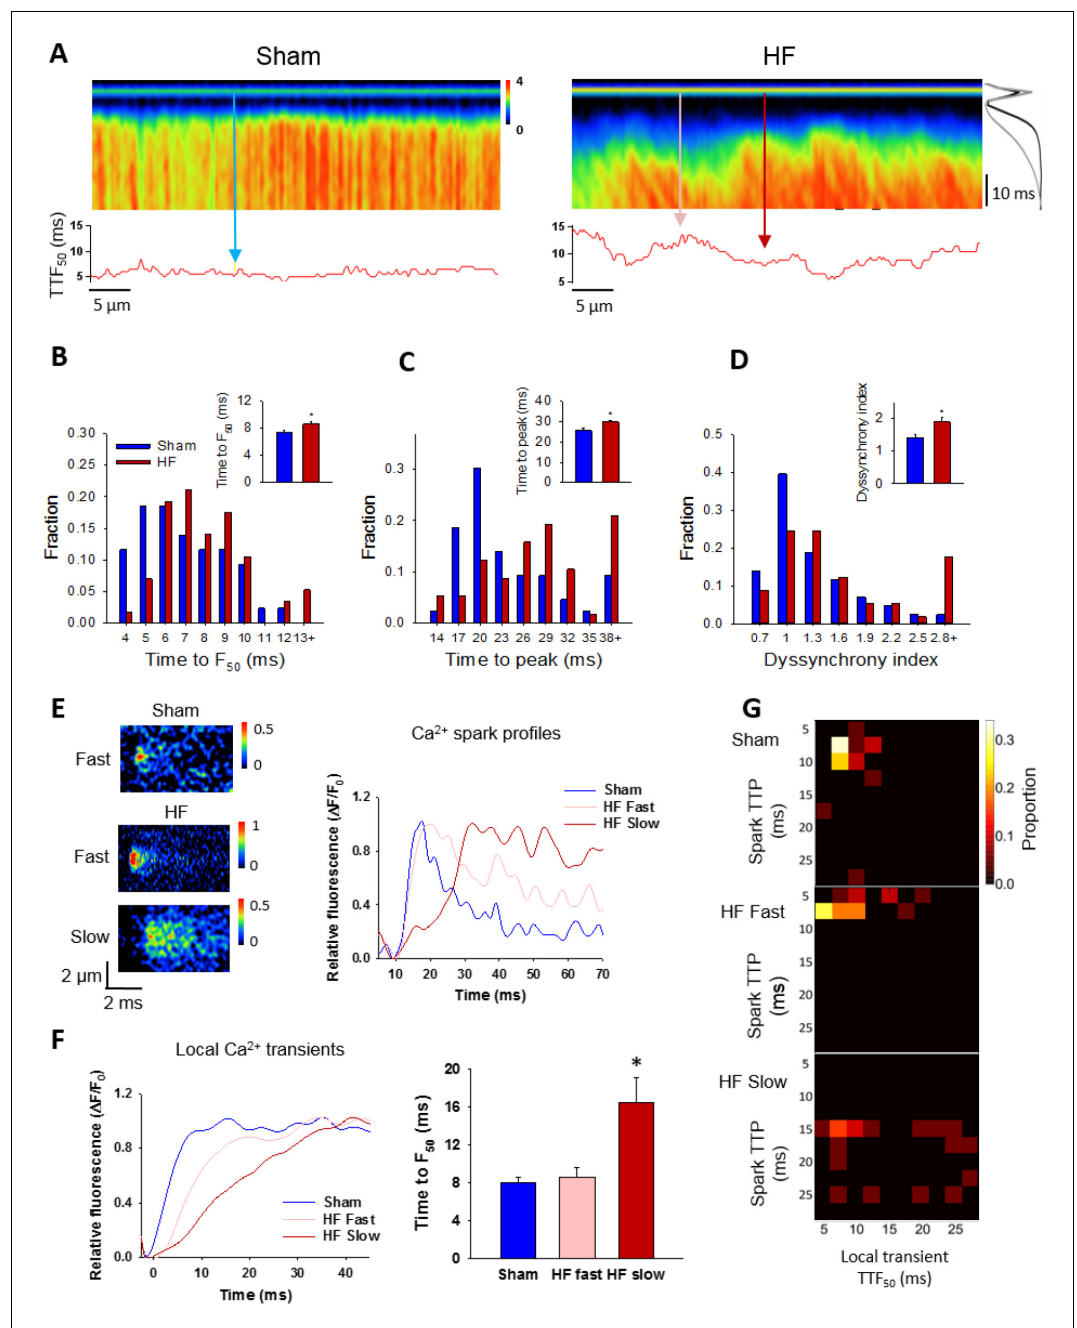 A
Sham
HF
4
0
10 ms
TTF50 (ms)
15
10
5
15
10
5
5 µm
5 µm
B
C
D
Time to F50 (ms)
12
8
4
0
*
Time to peak (ms)
40
30
20
10
0
*
Dyssynchrony index
2
1
0
*
Sham
HF
Fraction
0.30
0.25
0.20
0.15
0.10
0.05
0.00
4 5 6 7 8 9 10 11 12 13+
Time to F50 (ms)
Fraction
0.3
0.2
0.1
0.0
14 17 20 23 26 29 32 35 38+
Time to peak (ms)
Fraction
0.5
0.4
0.3
0.2
0.1
0.0
0.7 1 1.3 1.6 1.9 2.2 2.5 2.8+
Dyssynchrony index
E
Sham
Fast
0.5
0
HF
Fast
1
0
Slow
0.5
0
2 µm
2 ms
Ca2+ spark profiles
Sham
HF Fast
HF Slow
Relative fluorescence (ΔF/F0)
1.2
0.8
0.4
0.0
10 20 30 40 50 60 70
Time (ms)
F
Local Ca2+ transients
Relative fluorescence (ΔF/F0)
1.2
0.8
0.4
0.0
Sham
HF Fast
HF Slow
0 10 20 30 40
Time (ms)
Time to F50 (ms)
20
16
12
8
4
0
*
Sham HF fast HF slow
G
Sham
Spark TTP (ms)
5
10
15
20
25
HF Fast
Spark TTP (ms)
5
10
15
20
25
HF Slow
Spark TTP (ms)
5
10
15
20
25
5 10 15 20 25
Local transient
TTF50 (ms)
0.3
0.2
0.1
0.0
Proportion